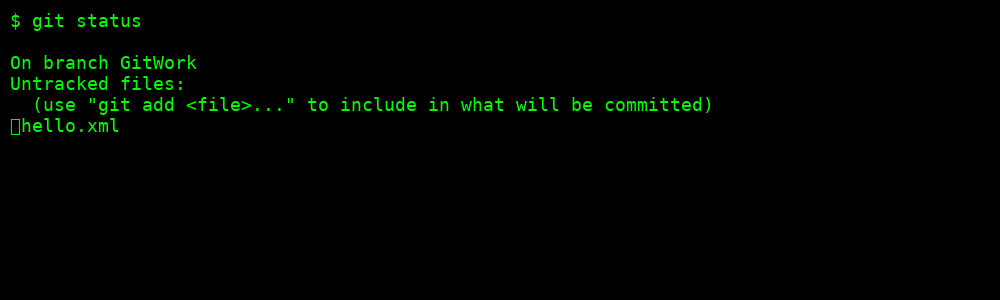 $ git status
On branch GitWork
Untracked files:
  (use "git add <file>..." to include in what will be committed)
hello.xml